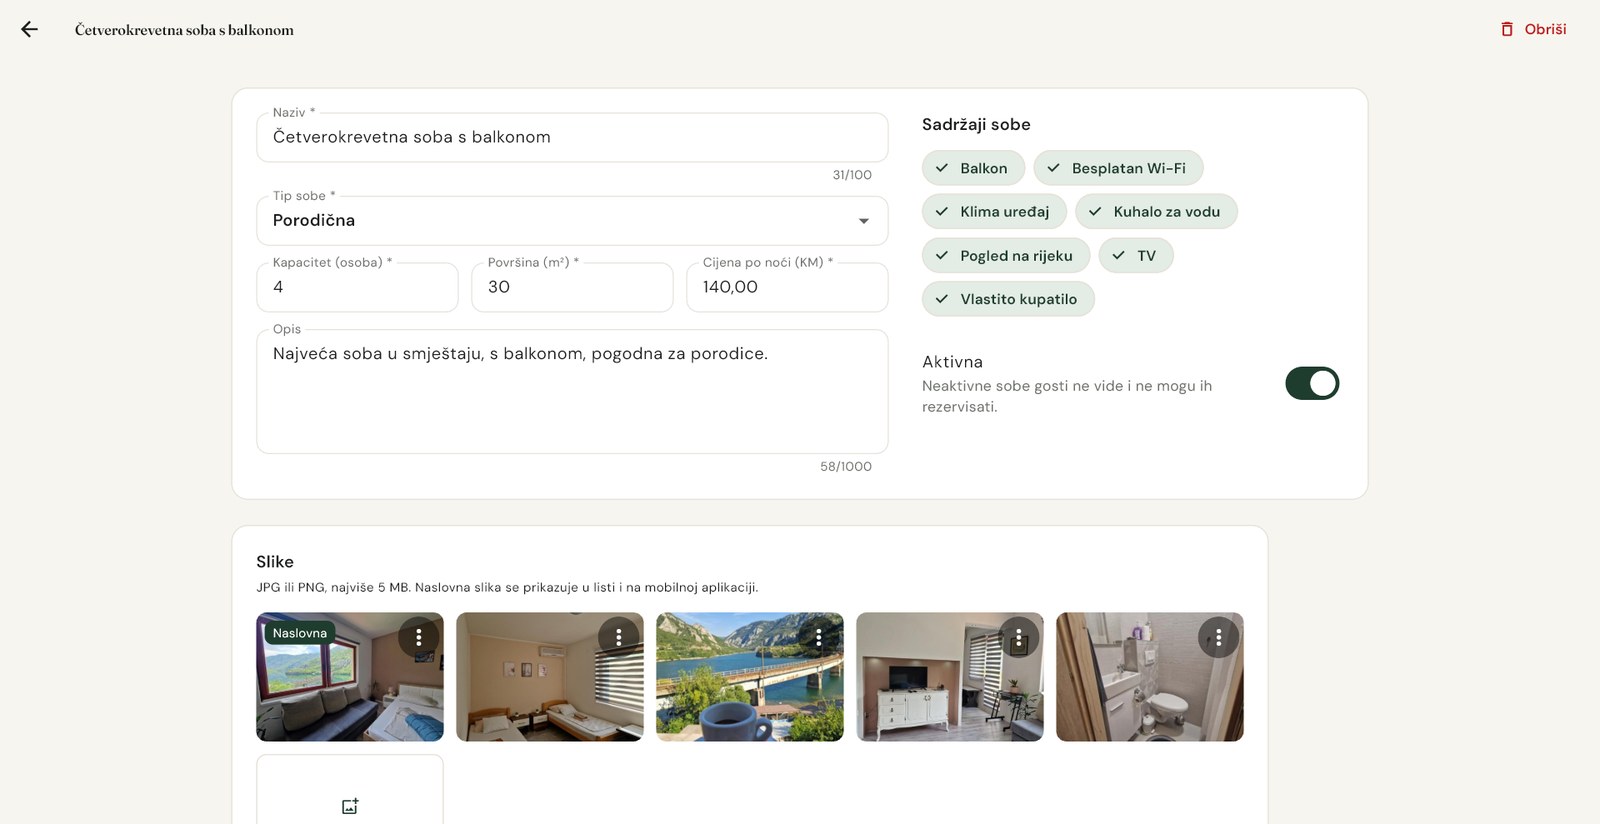 Četverokrevetna soba s balkonom
Obriši
Naziv *
Četverokrevetna soba s balkonom
31/100
Tip sobe *
Porodična
Kapacitet (osoba) *
4
Površina (m²) *
30
Cijena po noći (KM) *
140,00
Opis
Najveća soba u smještaju, s balkonom, pogodna za porodice.
58/1000
Sadržaji sobe
Balkon
Besplatan Wi-Fi
Klima uređaj
Kuhalo za vodu
Pogled na rijeku
TV
Vlastito kupatilo
Aktivna
Neaktivne sobe gosti ne vide i ne mogu ih
rezervisati.
Slike
JPG ili PNG, najviše 5 MB. Naslovna slika se prikazuje u listi i na mobilnoj aplikaciji.
Naslovna